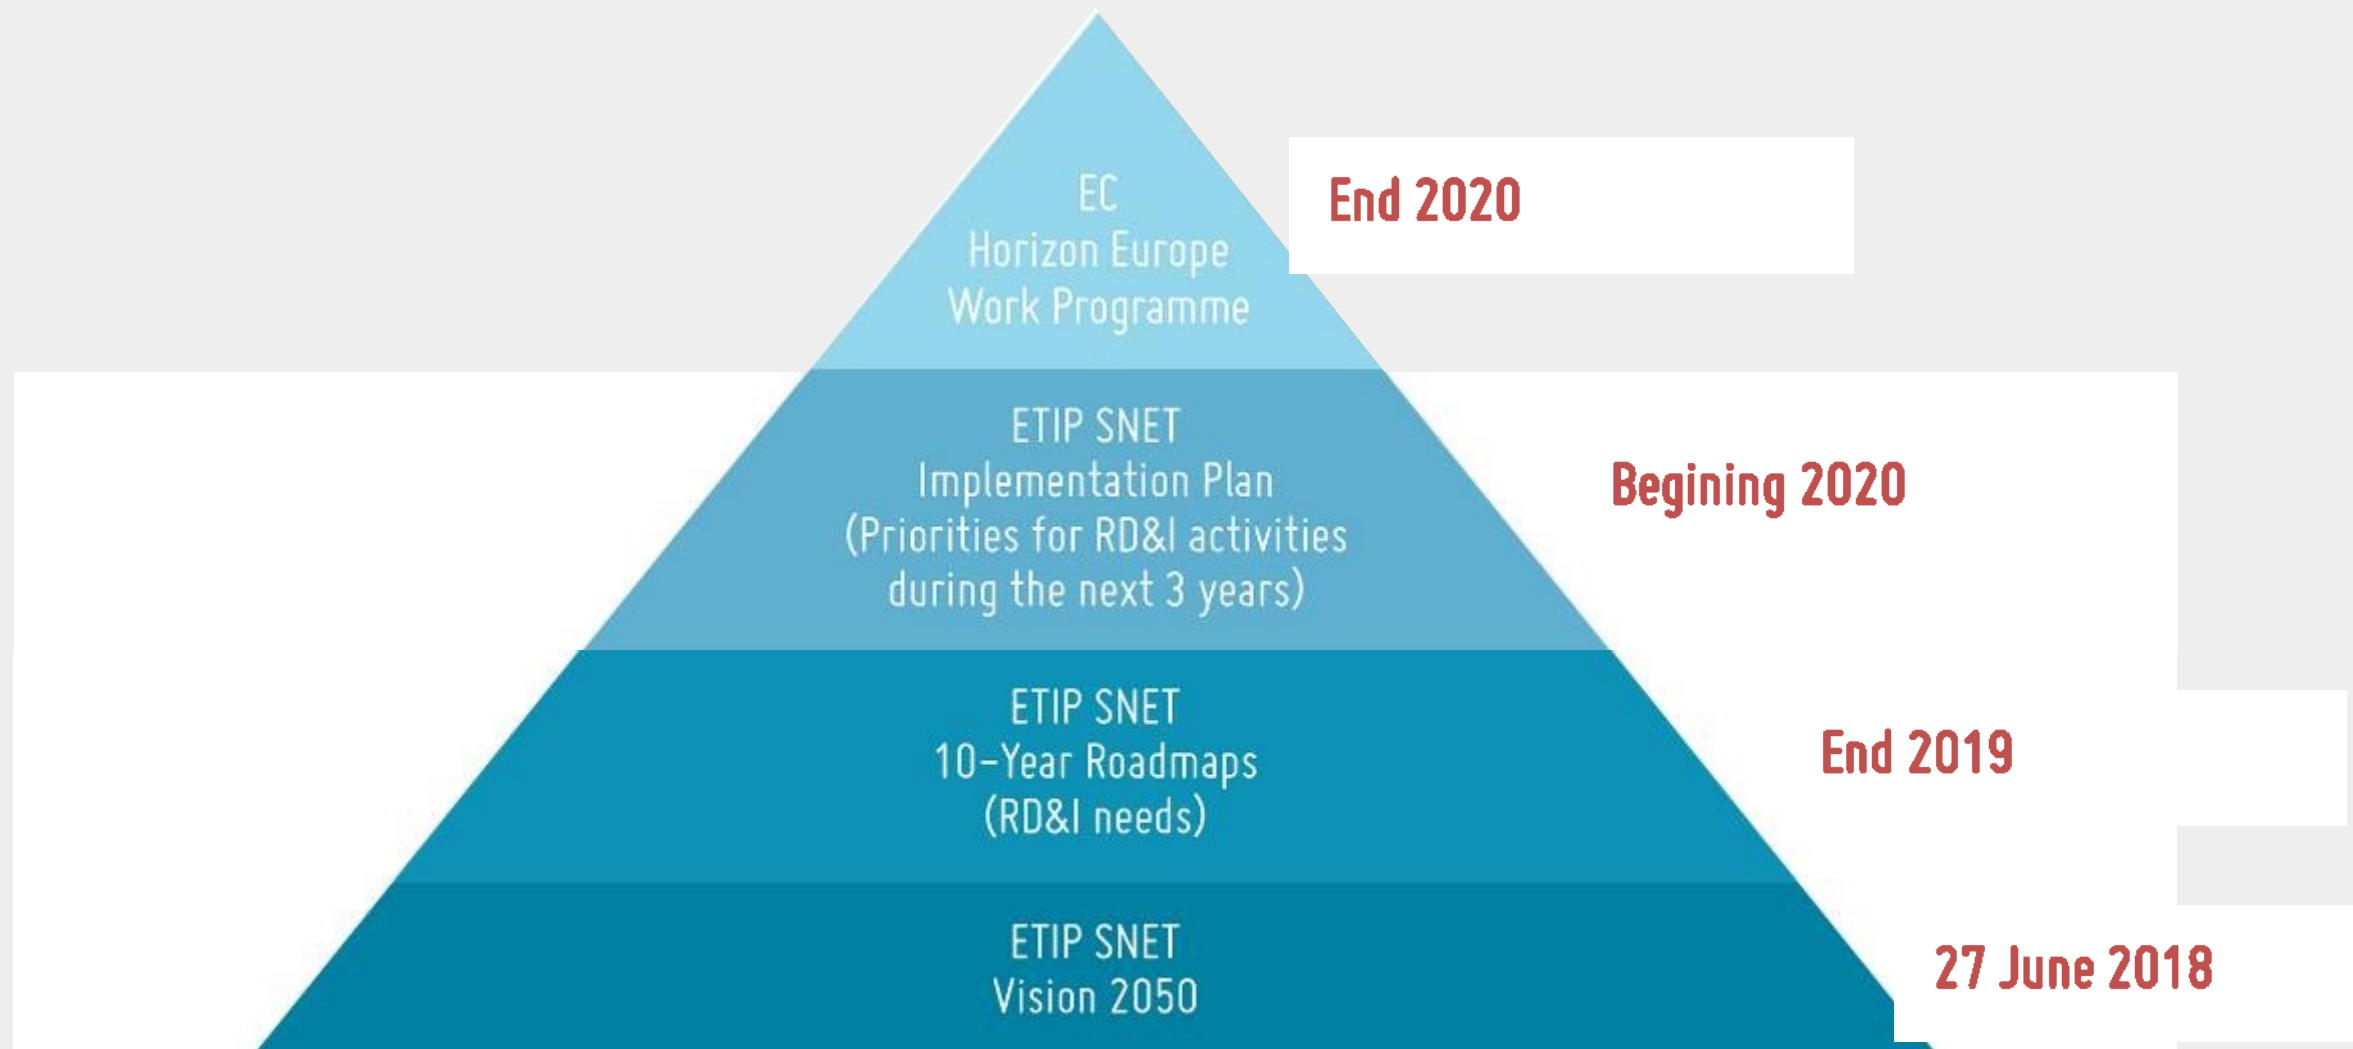 EC
Horizon Europe
Work Programme
End 2020
ETIP SNET
Implementation Plan
(Priorities for RD&I activities
during the next 3 years)
Begining 2020
ETIP SNET
10-Year Roadmaps
(RD&I needs)
End 2019
ETIP SNET
Vision 2050
27 June 2018